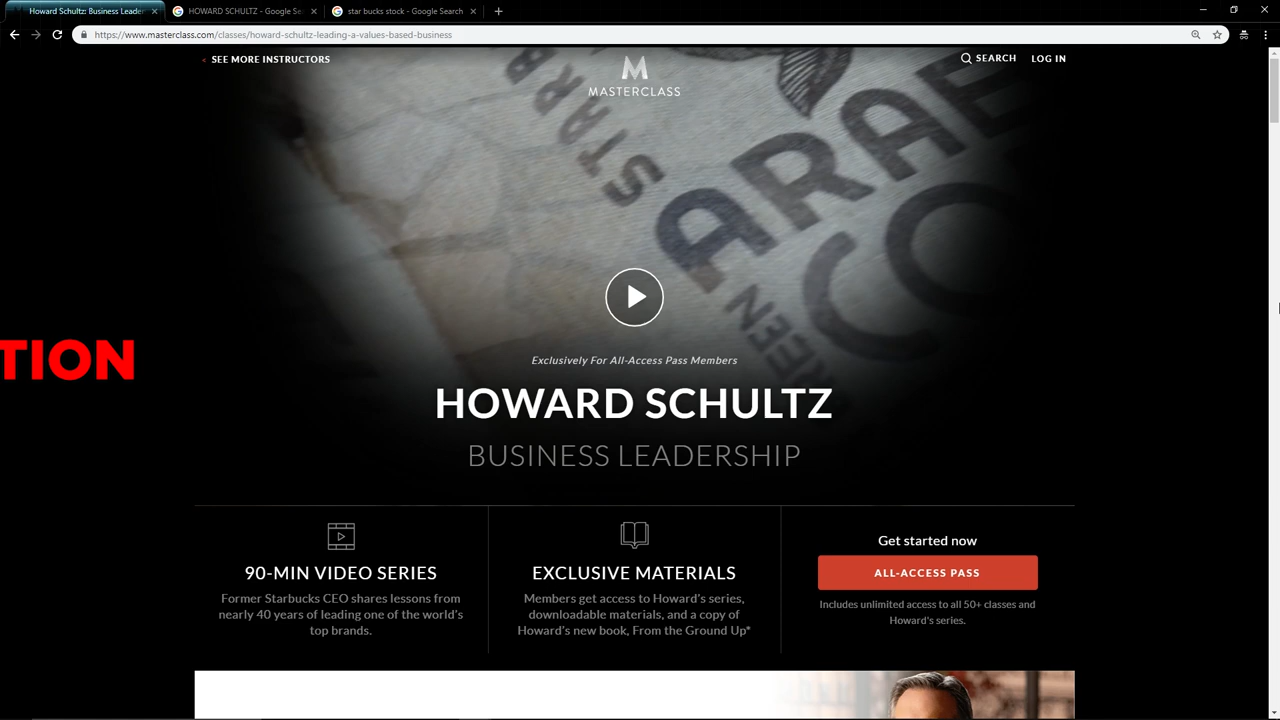 Howard Schultz: Business Leader
HOWARD SCHULTZ - Google Se
star bucks stock - Google Search
https://www.masterclass.com/classes/howard-schultz-leading-a-values-based-business
< SEE MORE INSTRUCTORS
MASTERCLASS
SEARCH
LOG IN
STARB
ARAB
CO
EEN
TION
Exclusively For All-Access Pass Members
HOWARD SCHULTZ
BUSINESS LEADERSHIP
90-MIN VIDEO SERIES
Former Starbucks CEO shares lessons from
nearly 40 years of leading one of the world's
top brands.
EXCLUSIVE MATERIALS
Members get access to Howard's series,
downloadable materials, and a copy of
Howard's new book, From the Ground Up*
Get started now
ALL-ACCESS PASS
Includes unlimited access to all 50+ classes and
Howard's series.